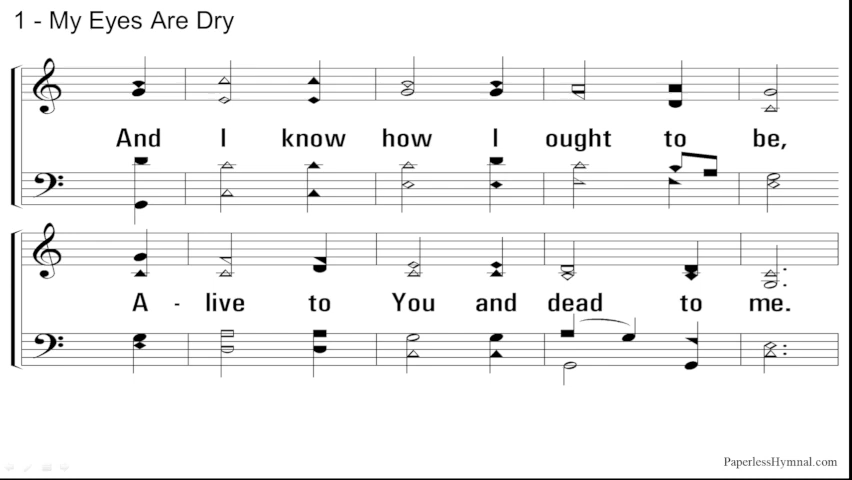 1 - My Eyes Are Dry
And I know how I ought to be,
A - live to You and dead to me.
PaperlessHymnal.com